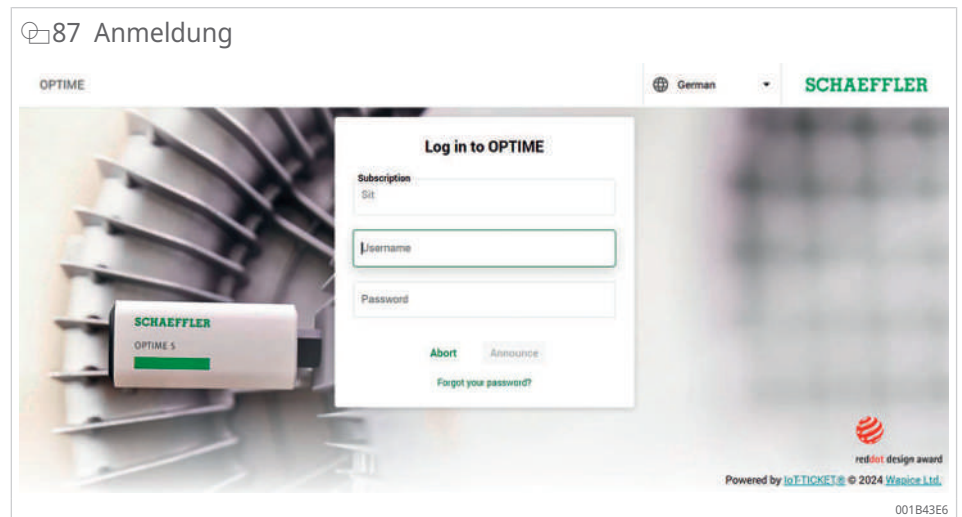 87 Anmeldung
OPTIME
German
SCHAEFFLER
Log in to OPTIME
Subscription
Sit
Username
Password
SCHAEFFLER
OPTIME 5
Abort
Announce
Forgot your password?
reddot design award
Powered by IoT-TICKET® © 2024 Wapice Ltd.
001B43E6